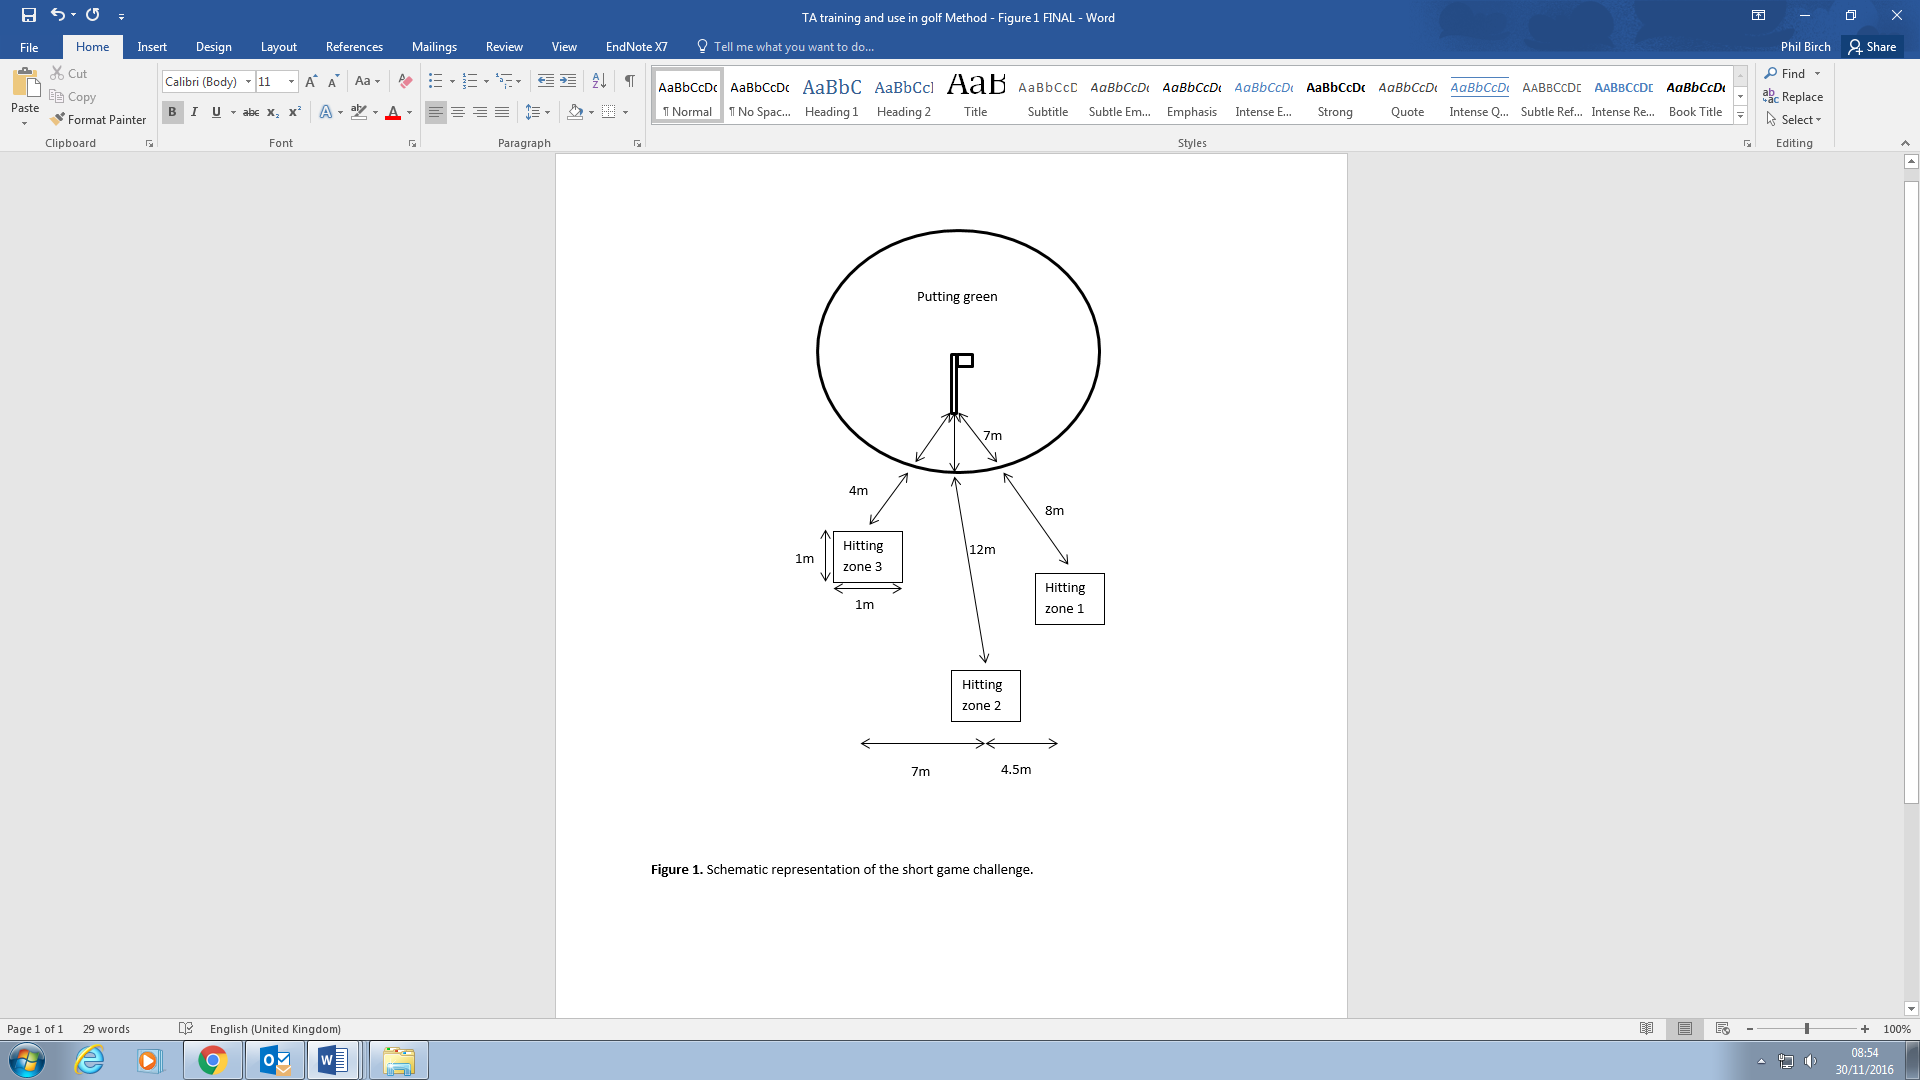 TA training and use in golf Method - Figure 1 FINAL - Word
File Home Insert Design Layout References Mailings Review View EndNote X7 Tell me what you want to do... Phil Birch Share
Paste
Cut
Copy
Format Painter
Clipboard
Calibri (Body) 11
Aa
B I U abc x₂ x²
A A
Font
Paragraph
AaBbCcDc AaBbCcDc AaBbC AaBbCcI AaB AaBbCcD AaBbCcDc AaBbCcDc AaBbCcDc AaBbCcDc AaBbCcDc AaBbCcDc AABBCCDE AABBCCDE AaBbCcDc
¶ Normal ¶ No Spac... Heading 1 Heading 2 Title Subtitle Subtle Em... Emphasis Intense E... Strong Quote Intense Q... Subtle Ref... Intense Re... Book Title
Styles
Find
Replace
Select
Editing
Putting green
7m
4m
8m
12m
1m
Hitting
zone 3
1m
Hitting
zone 1
Hitting
zone 2
7m
4.5m
Figure 1. Schematic representation of the short game challenge.
Page 1 of 1 29 words English (United Kingdom) 100%
08:54
30/11/2016